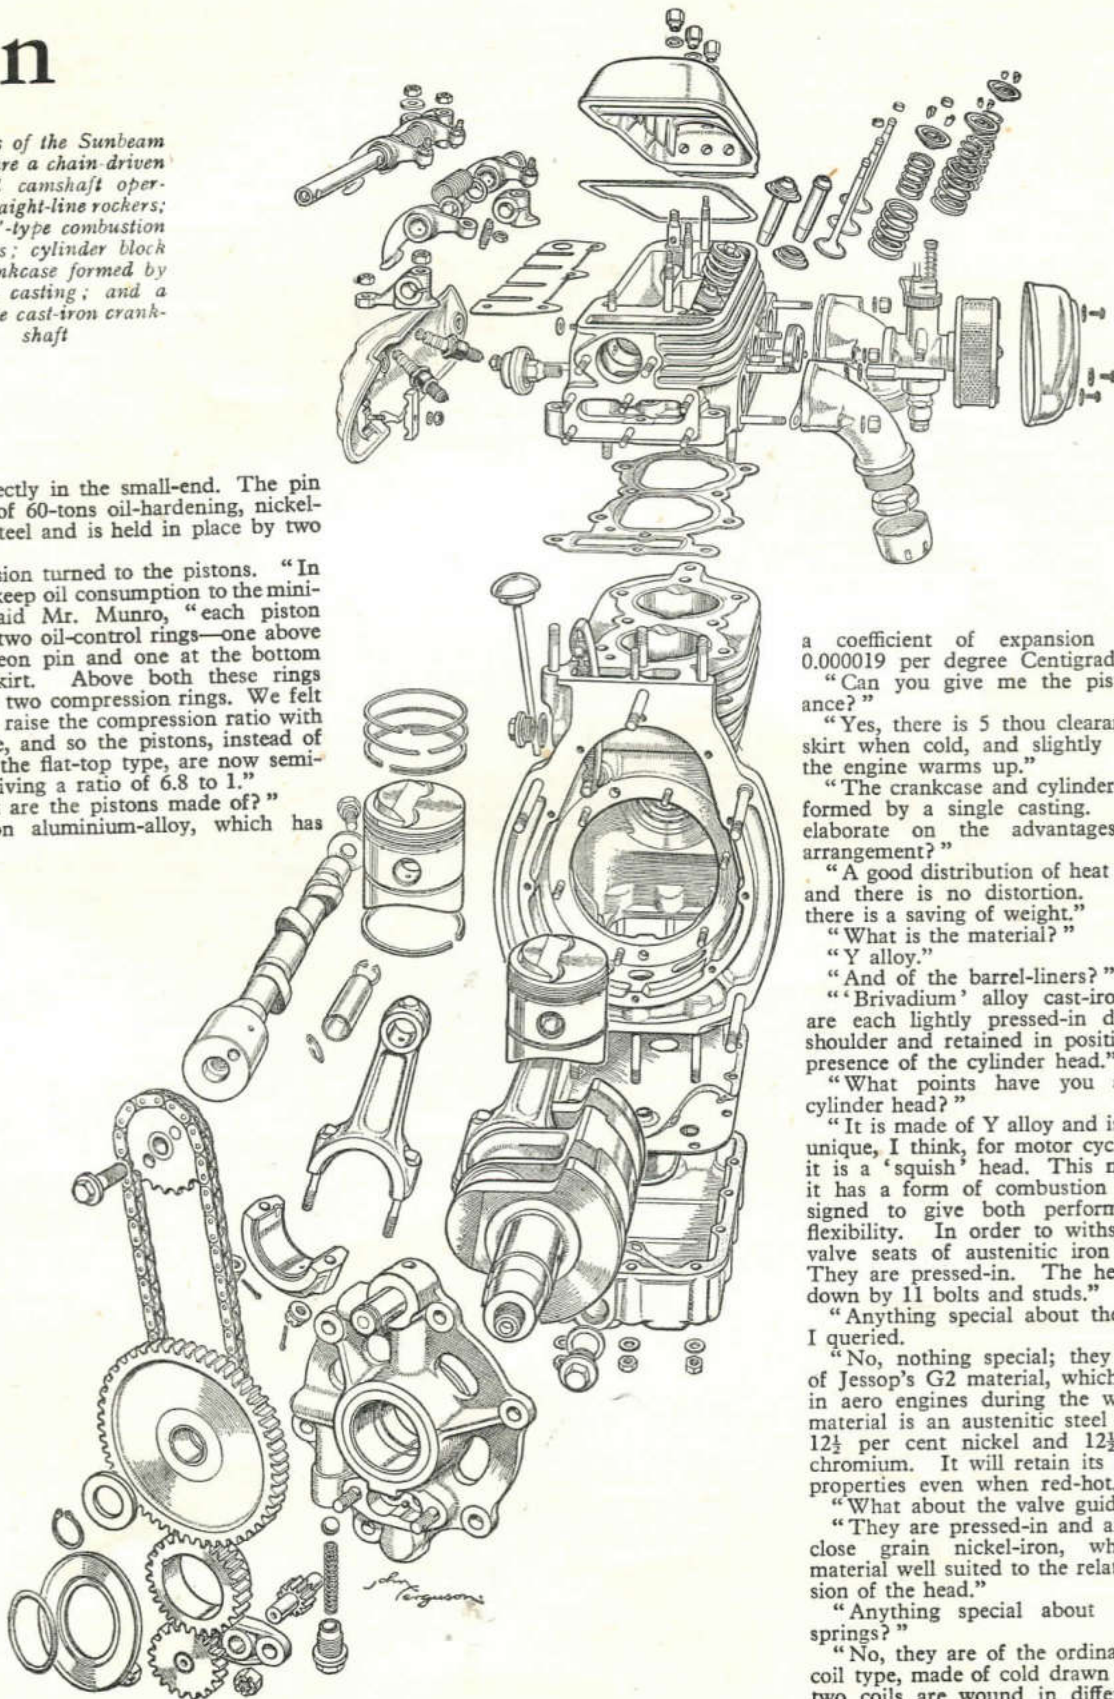 n
s of the Sunbeam
re a chain-driven
camshaft oper-
aight-line rockers;
'-type combustion
s; cylinder block
nkcase formed by
casting; and a
e cast-iron crank-
shaft
ectly in the small-end. The pin
of 60-tons oil-hardening, nickel-
steel and is held in place by two
sion turned to the pistons. “In
keep oil consumption to the mini-
aid Mr. Munro, “each piston
two oil-control rings—one above
eon pin and one at the bottom
kirt. Above both these rings
two compression rings. We felt
raise the compression ratio with
e, and so the pistons, instead of
the flat-top type, are now semi-
iving a ratio of 6.8 to 1.”
are the pistons made of?”
on aluminium-alloy, which has
a coefficient of expansion
0.000019 per degree Centigrad
“Can you give me the pis
ance?”
“Yes, there is 5 thou cleara
skirt when cold, and slightly
the engine warms up.”
“The crankcase and cylinder
formed by a single casting.
elaborate on the advantages
arrangement?”
“A good distribution of heat
and there is no distortion.
there is a saving of weight.”
“What is the material?”
“Y alloy.”
“And of the barrel-liners?”
“‘Brivadium’ alloy cast-iro
are each lightly pressed-in d
shoulder and retained in positi
presence of the cylinder head.”
“What points have you
cylinder head?”
“It is made of Y alloy and i
unique, I think, for motor cyc
it is a ‘squish’ head. This m
it has a form of combustion
signed to give both perform
flexibility. In order to withs
valve seats of austenitic iron
They are pressed-in. The he
down by 11 bolts and studs.”
“Anything special about the
I queried.
“No, nothing special; they
of Jessop's G2 material, which
in aero engines during the w
material is an austenitic steel
12½ per cent nickel and 12½
chromium. It will retain its
properties even when red-hot.
“What about the valve guid
“They are pressed-in and a
close grain nickel-iron, wh
material well suited to the relat
sion of the head.”
“Anything special about
springs?”
“No, they are of the ordina
coil type, made of cold drawn
two coils are wound in diffe
John Ferguson